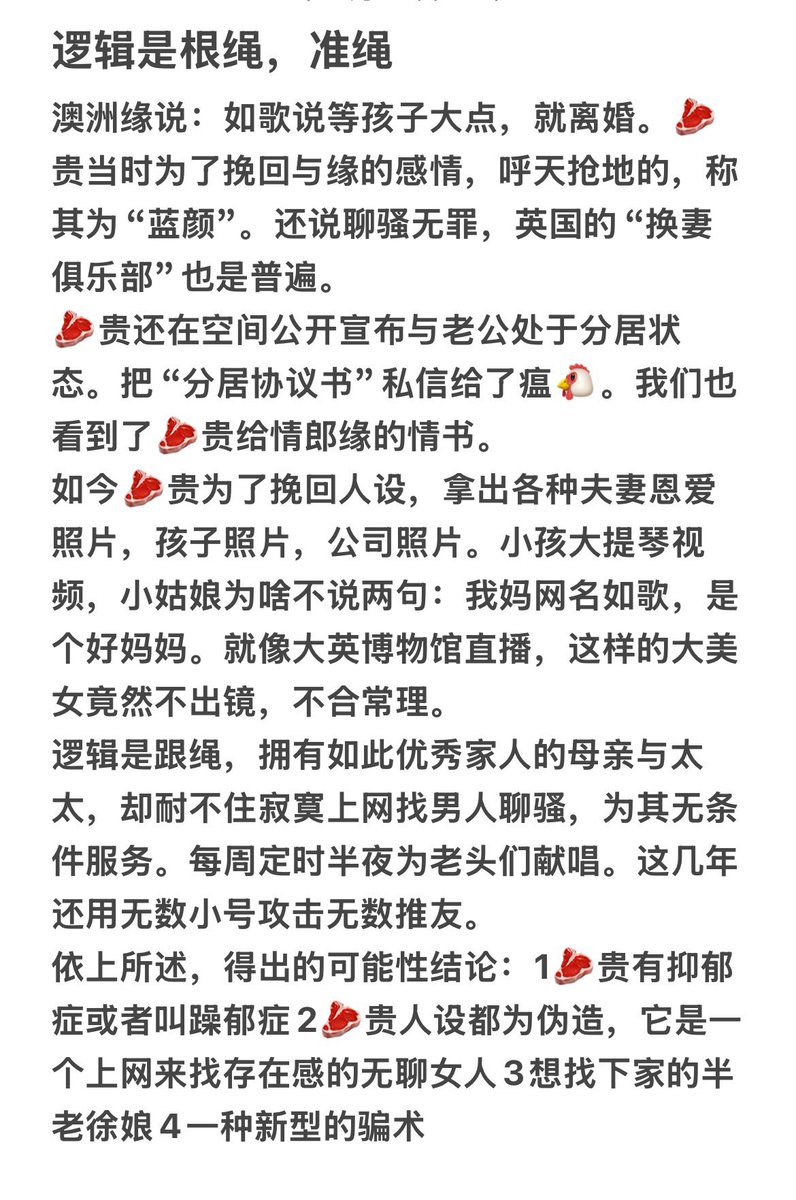 逻辑是根绳，准绳
澳洲缘说：如歌说等孩子大点，就离婚。🥩
贵当时为了挽回与缘的感情，呼天抢地的，称
其为“蓝颜”。还说聊骚无罪，英国的“换妻
俱乐部”也是普遍。
🥩贵还在空间公开宣布与老公处于分居状
态。把“分居协议书”私信给了瘟🐔。我们也
看到了🥩贵给情郎缘的情书。
如今🥩贵为了挽回人设，拿出各种夫妻恩爱
照片，孩子照片，公司照片。小孩大提琴视
频，小姑娘为啥不说两句：我妈网名如歌，是
个好妈妈。就像大英博物馆直播，这样的大美
女竟然不出镜，不合常理。
逻辑是跟绳，拥有如此优秀家人的母亲与太
太，却耐不住寂寞上网找男人聊骚，为其无条
件服务。每周定时半夜为老头们献唱。这几年
还用无数小号攻击无数推友。
依上所述，得出的可能性结论：1🥩贵有抑郁
症或者叫躁郁症2🥩贵人设都为伪造，它是一
个上网来找存在感的无聊女人3想找下家的半
老徐娘4一种新型的骗术